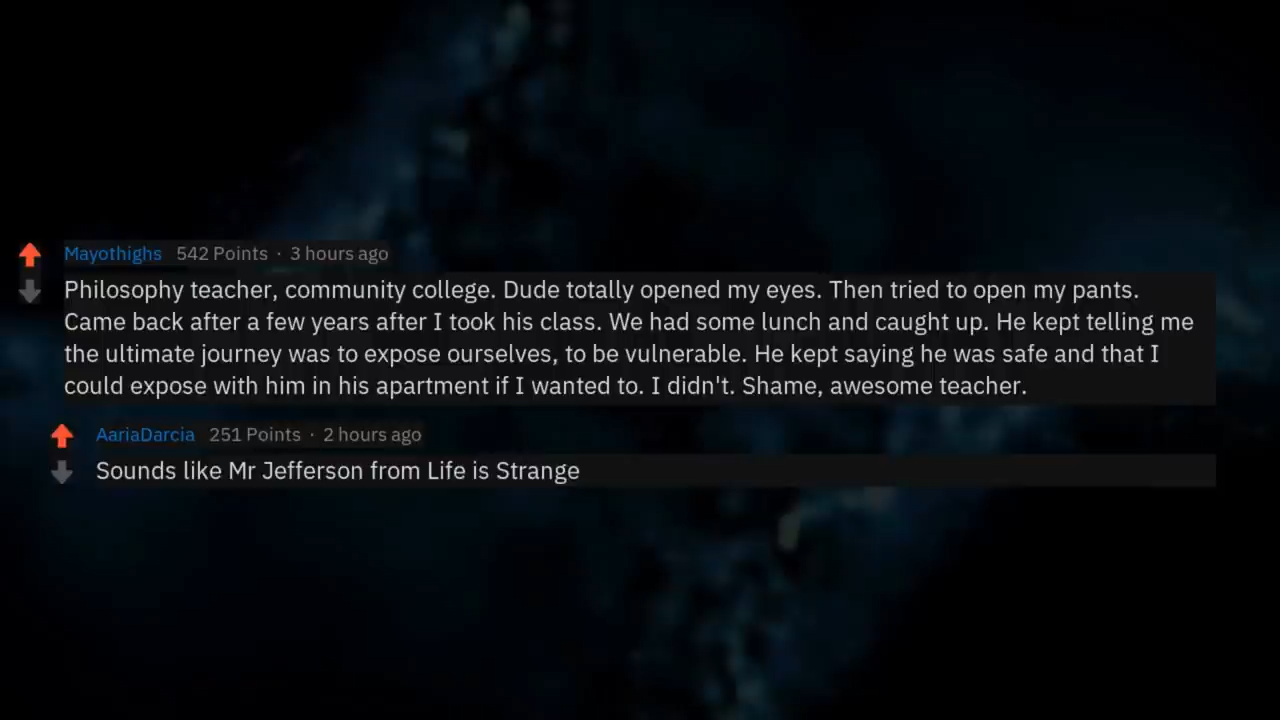 Mayothighs 542 Points · 3 hours ago
Philosophy teacher, community college. Dude totally opened my eyes. Then tried to open my pants.
Came back after a few years after I took his class. We had some lunch and caught up. He kept telling me
the ultimate journey was to expose ourselves, to be vulnerable. He kept saying he was safe and that I
could expose with him in his apartment if I wanted to. I didn't. Shame, awesome teacher.
AariaDarcia 251 Points · 2 hours ago
Sounds like Mr Jefferson from Life is Strange